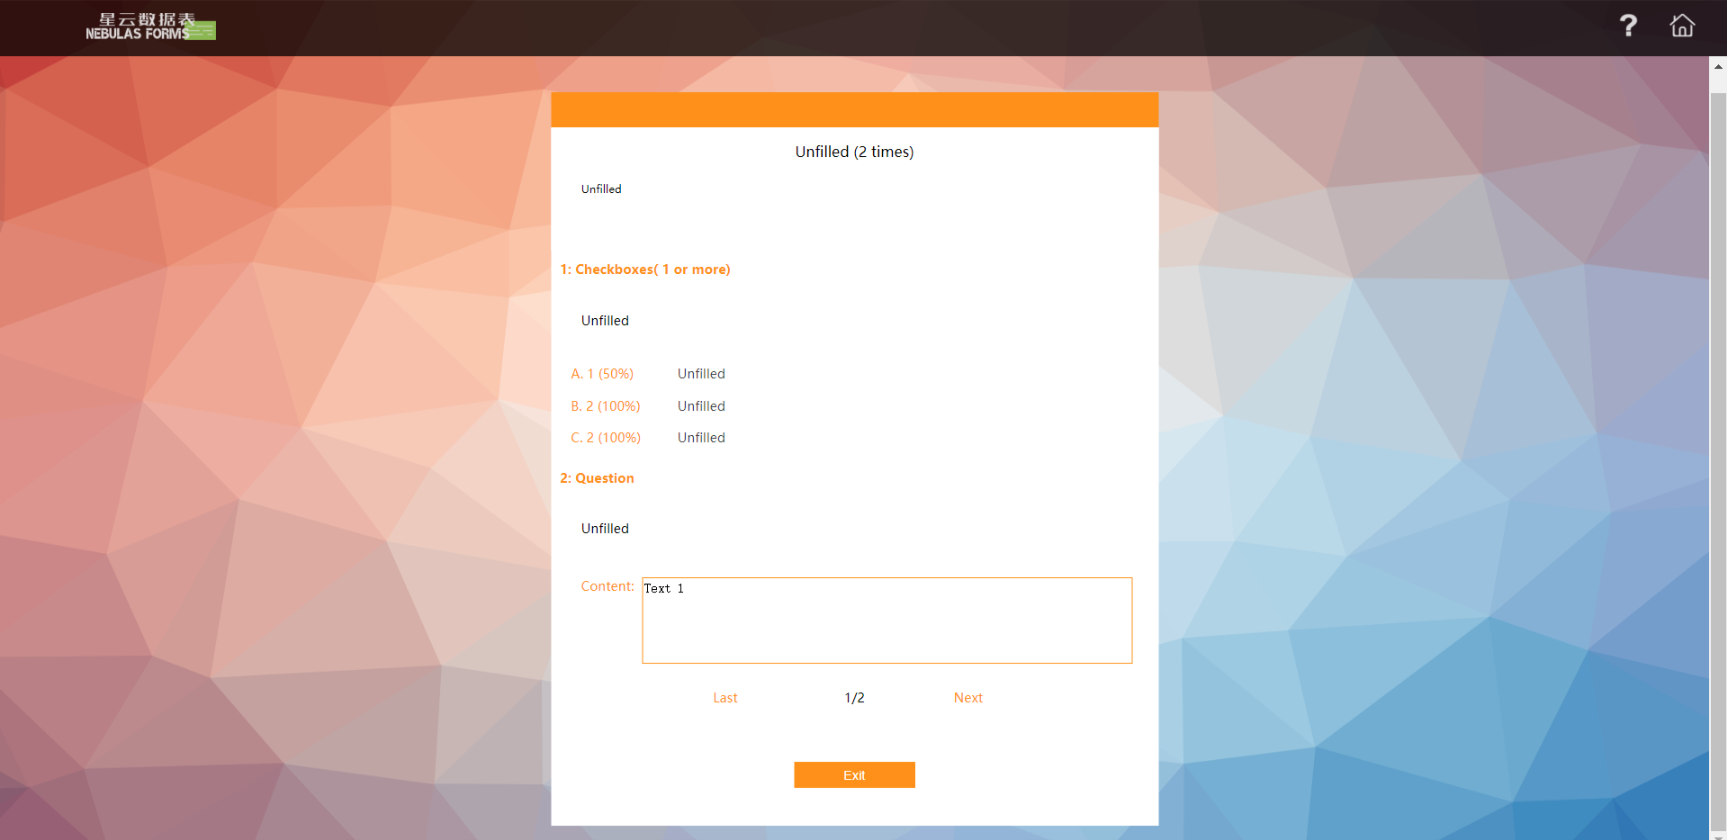 星云数据表
NEBULAS FORMS
?
Unfilled (2 times)
Unfilled
1: Checkboxes( 1 or more)
Unfilled
A. 1 (50%) Unfilled
B. 2 (100%) Unfilled
C. 2 (100%) Unfilled
2: Question
Unfilled
Content: Text 1
Last 1/2 Next
Exit